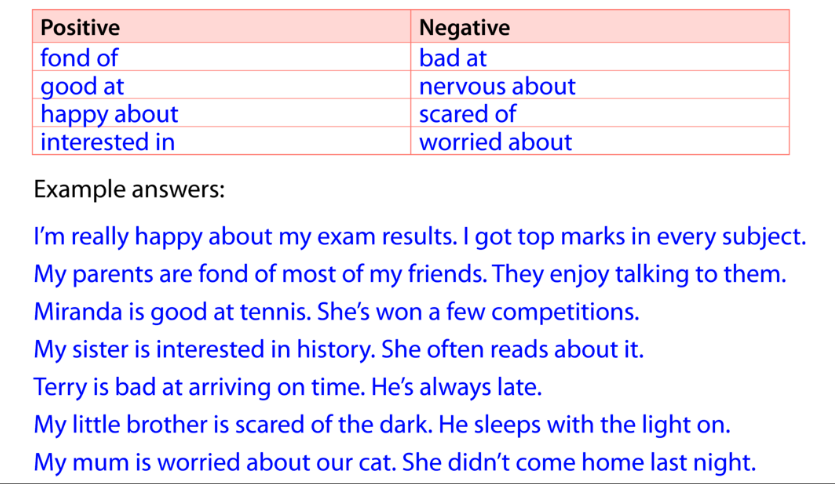 Positive Negative
fond of bad at
good at nervous about
happy about scared of
interested in worried about
Example answers:
I’m really happy about my exam results. I got top marks in every subject.
My parents are fond of most of my friends. They enjoy talking to them.
Miranda is good at tennis. She’s won a few competitions.
My sister is interested in history. She often reads about it.
Terry is bad at arriving on time. He’s always late.
My little brother is scared of the dark. He sleeps with the light on.
My mum is worried about our cat. She didn’t come home last night.